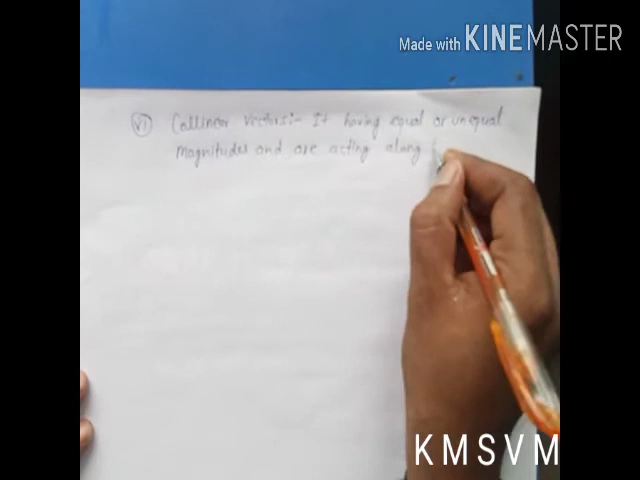 Made with KINEMASTER
VI Collinear vectors:- It having equal or unequal
magnitudes and are acting along
KMSVM